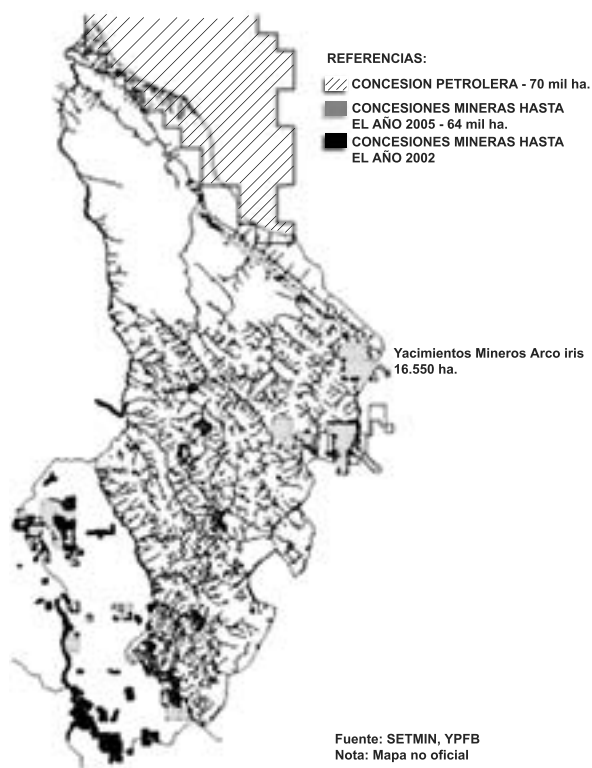 REFERENCIAS:
CONCESION PETROLERA - 70 mil ha.
CONCESIONES MINERAS HASTA
EL AÑO 2005 - 64 mil ha.
CONCESIONES MINERAS HASTA
EL AÑO 2002
Yacimientos Mineros Arco iris
16.550 ha.
Fuente: SETMIN, YPFB
Nota: Mapa no oficial